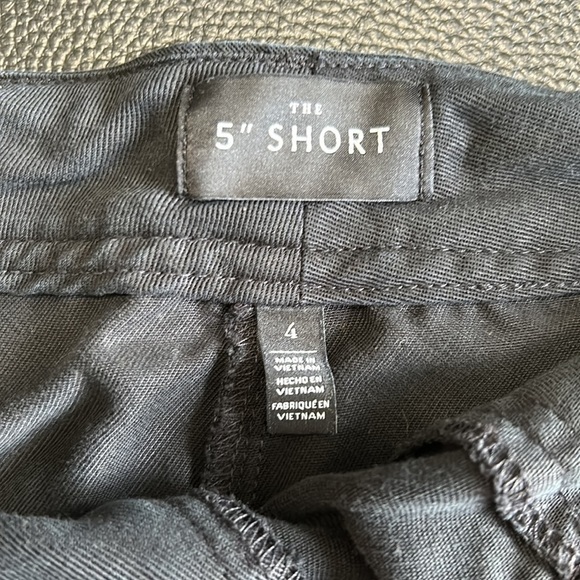 THE
5" SHORT
4
MADE IN
VIETNAM
HECHO EN
VIETNAM
FABRIQUÉ EN
VIETNAM